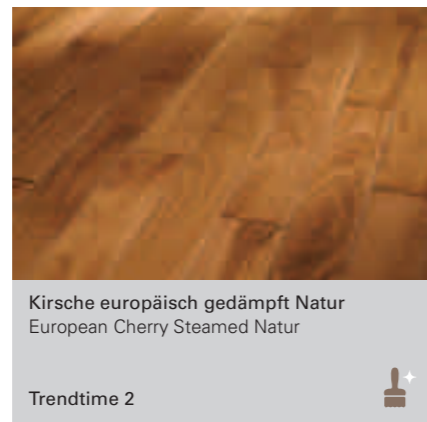 Kirsche europäisch gedämpft Natur
European Cherry Steamed Natur
Trendtime 2